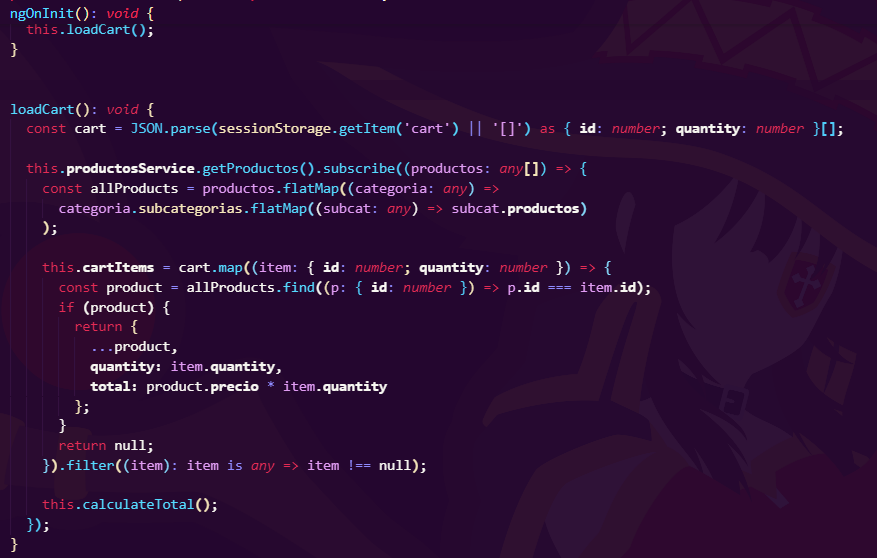 ngOnInit(): void {
  this.loadCart();
}
loadCart(): void {
  const cart = JSON.parse(sessionStorage.getItem('cart') || '[]') as { id: number; quantity: number }[];
  this.productosService.getProductos().subscribe((productos: any[]) => {
    const allProducts = productos.flatMap((categoria: any) =>
      categoria.subcategorias.flatMap((subcat: any) => subcat.productos)
    );
    this.cartItems = cart.map((item: { id: number; quantity: number }) => {
      const product = allProducts.find((p: { id: number }) => p.id === item.id);
      if (product) {
        return {
          ...product,
          quantity: item.quantity,
          total: product.precio * item.quantity
        };
      }
      return null;
    }).filter((item): item is any => item !== null);
    this.calculateTotal();
  });
}